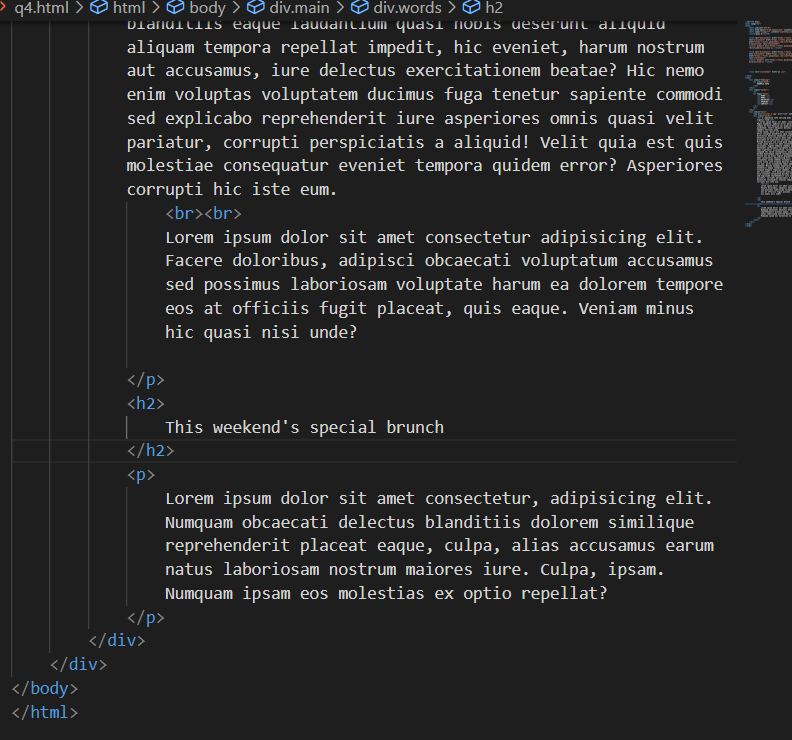 q4.html > html > body > div.main > div.words > h2
blanditiis eaque laudantium quasi nobis deserunt aliquid
aliquam tempora repellat impedit, hic eveniet, harum nostrum
aut accusamus, iure delectus exercitationem beatae? Hic nemo
enim voluptas voluptatem ducimus fuga tenetur sapiente commodi
sed explicabo reprehenderit iure asperiores omnis quasi velit
pariatur, corrupti perspiciatis a aliquid! Velit quia est quis
molestiae consequatur eveniet tempora quidem error? Asperiores
corrupti hic iste eum.
<br><br>
Lorem ipsum dolor sit amet consectetur adipisicing elit.
Facere doloribus, adipisci obcaecati voluptatum accusamus
sed possimus laboriosam voluptate harum ea dolorem tempore
eos at officiis fugit placeat, quis eaque. Veniam minus
hic quasi nisi unde?
</p>
<h2>
This weekend's special brunch
</h2>
<p>
Lorem ipsum dolor sit amet consectetur, adipisicing elit.
Numquam obcaecati delectus blanditiis dolorem similique
reprehenderit placeat eaque, culpa, alias accusamus earum
natus laboriosam nostrum maiores iure. Culpa, ipsam.
Numquam ipsam eos molestias ex optio repellat?
</p>
</div>
</div>
</body>
</html>